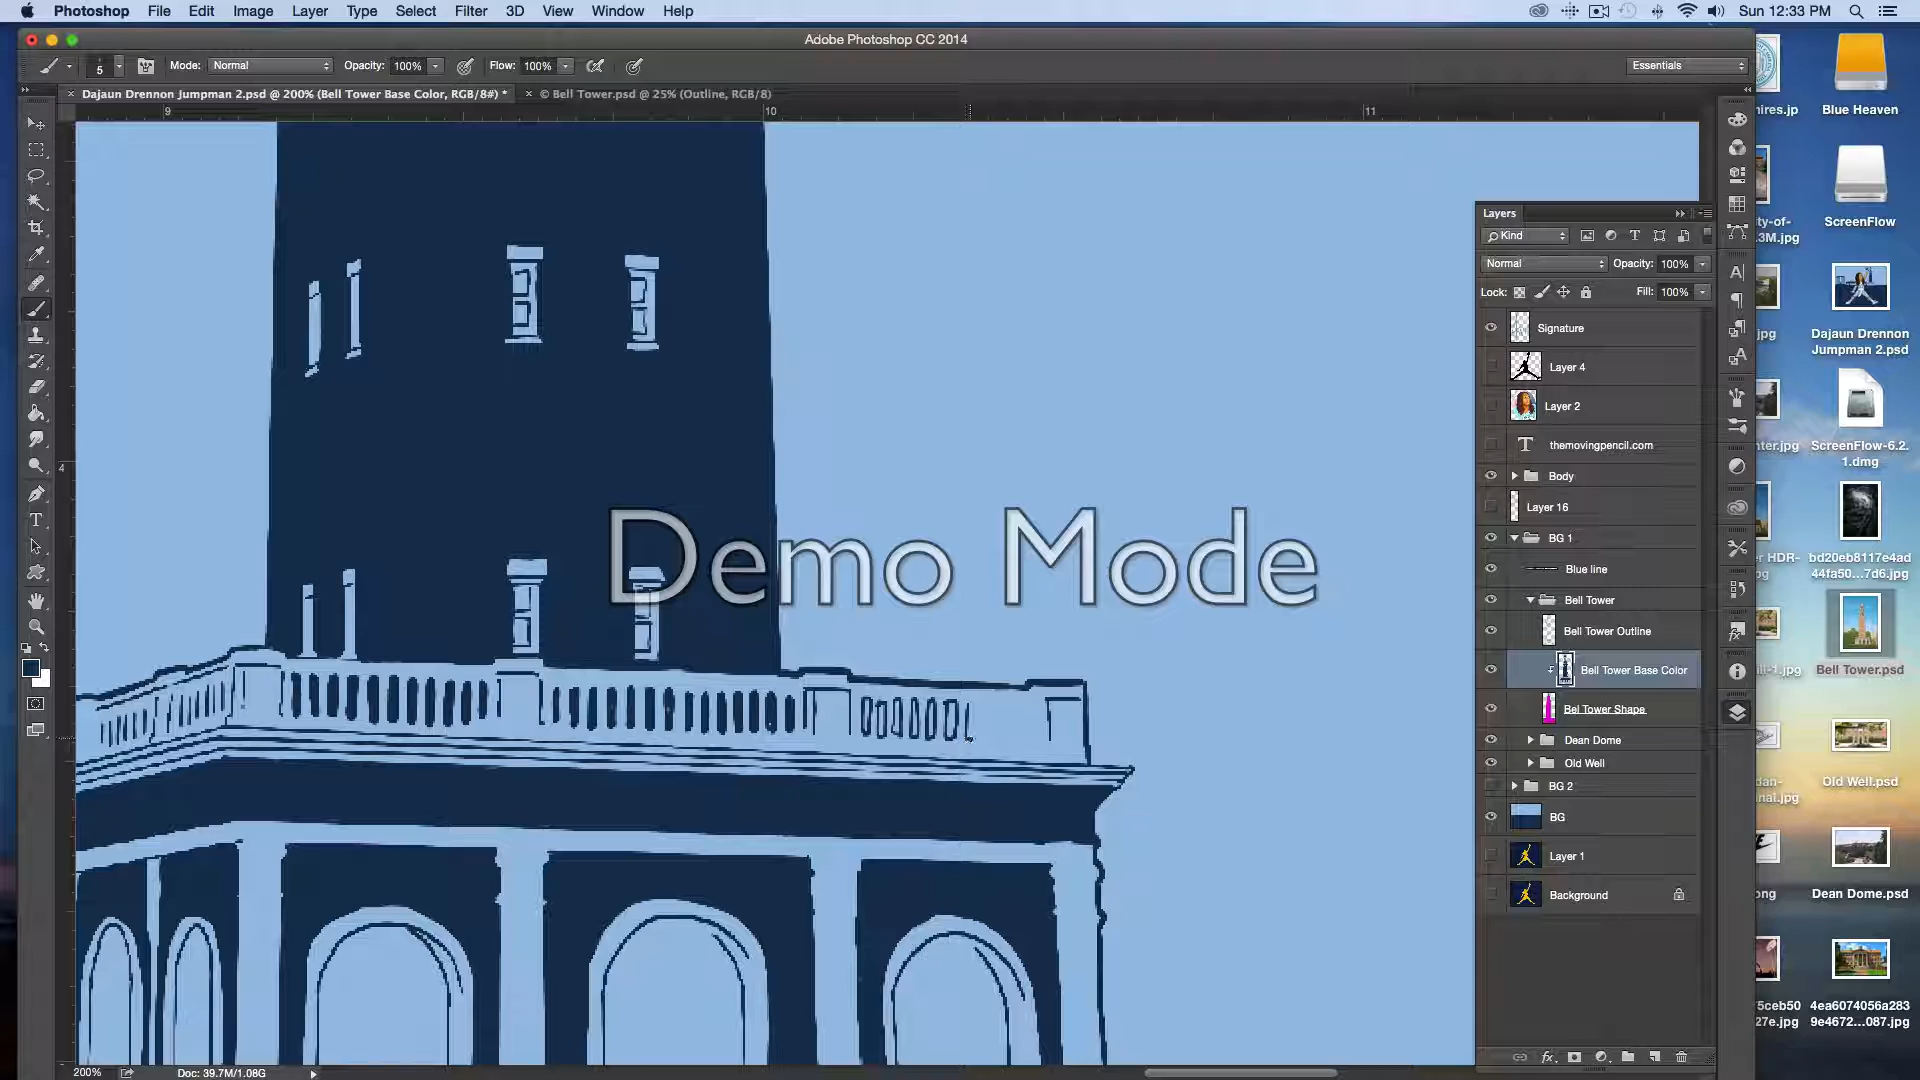 Photoshop File Edit Image Layer Type Select Filter 3D View Window Help Sun 12:33 PM
Adobe Photoshop CC 2014
5 Mode: Normal Opacity: 100% Flow: 100% Essentials
Dajaun Drennon Jumpman 2.psd @ 200% (Bell Tower Base Color, RGB/8#) * © Bell Tower.psd @ 25% (Outline, RGB/8)
9 10 11
4
Demo Mode
Layers
Kind
Normal Opacity: 100%
Lock: Fill: 100%
Signature
Layer 4
Layer 2
themovingpencil.com
Body
Layer 16
BG 1
Blue line
Bell Tower
Bell Tower Outline
Bell Tower Base Color
Bel Tower Shape
Dean Dome
Old Well
BG 2
BG
Layer 1
Background
200% Doc: 39.7M/1.08G
Blue Heaven
ScreenFlow
Dajaun Drennon
Jumpman 2.psd
ScreenFlow-6.2.
1.dmg
bd20eb8117e4ad
44fa50...7d6.jpg
Bell Tower.psd
Old Well.psd
Dean Dome.psd
4ea6074056a283
9e4672...087.jpg